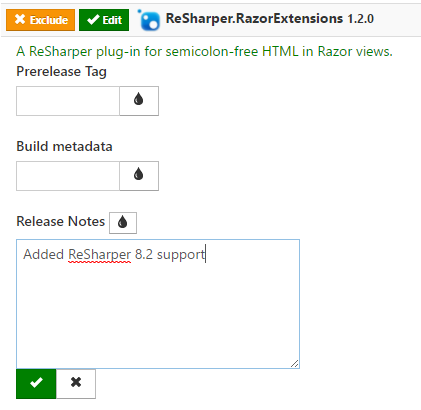 Exclude Edit ReSharper.RazorExtensions 1.2.0
A ReSharper plug-in for semicolon-free HTML in Razor views.
Prerelease Tag
Build metadata
Release Notes
Added ReSharper 8.2 support